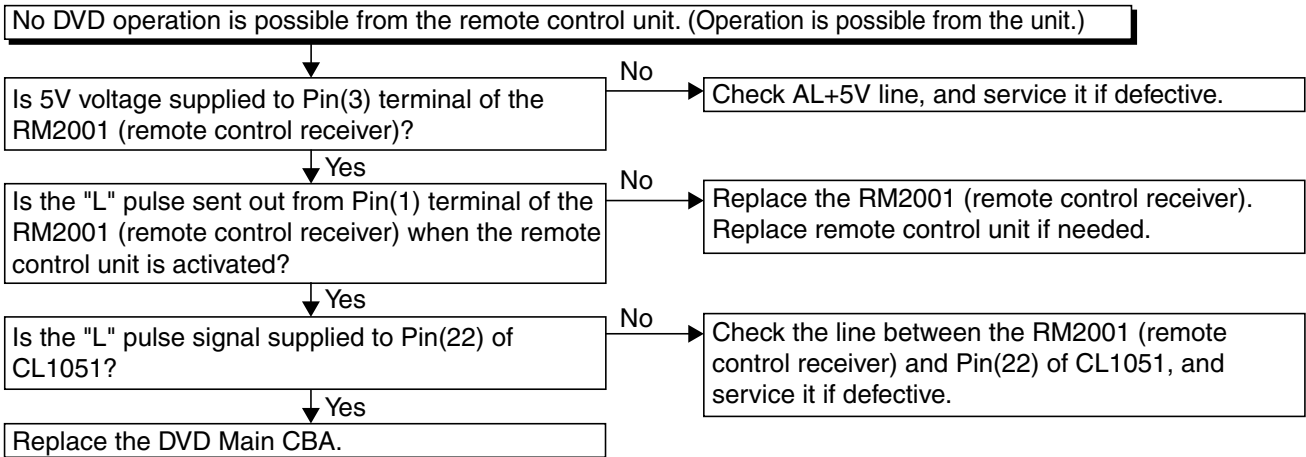 No DVD operation is possible from the remote control unit. (Operation is possible from the unit.)
Is 5V voltage supplied to Pin(3) terminal of the
RM2001 (remote control receiver)?
No
Check AL+5V line, and service it if defective.
Yes
Is the "L" pulse sent out from Pin(1) terminal of the
RM2001 (remote control receiver) when the remote
control unit is activated?
No
Replace the RM2001 (remote control receiver).
Replace remote control unit if needed.
Yes
Is the "L" pulse signal supplied to Pin(22) of
CL1051?
No
Check the line between the RM2001 (remote
control receiver) and Pin(22) of CL1051, and
service it if defective.
Yes
Replace the DVD Main CBA.